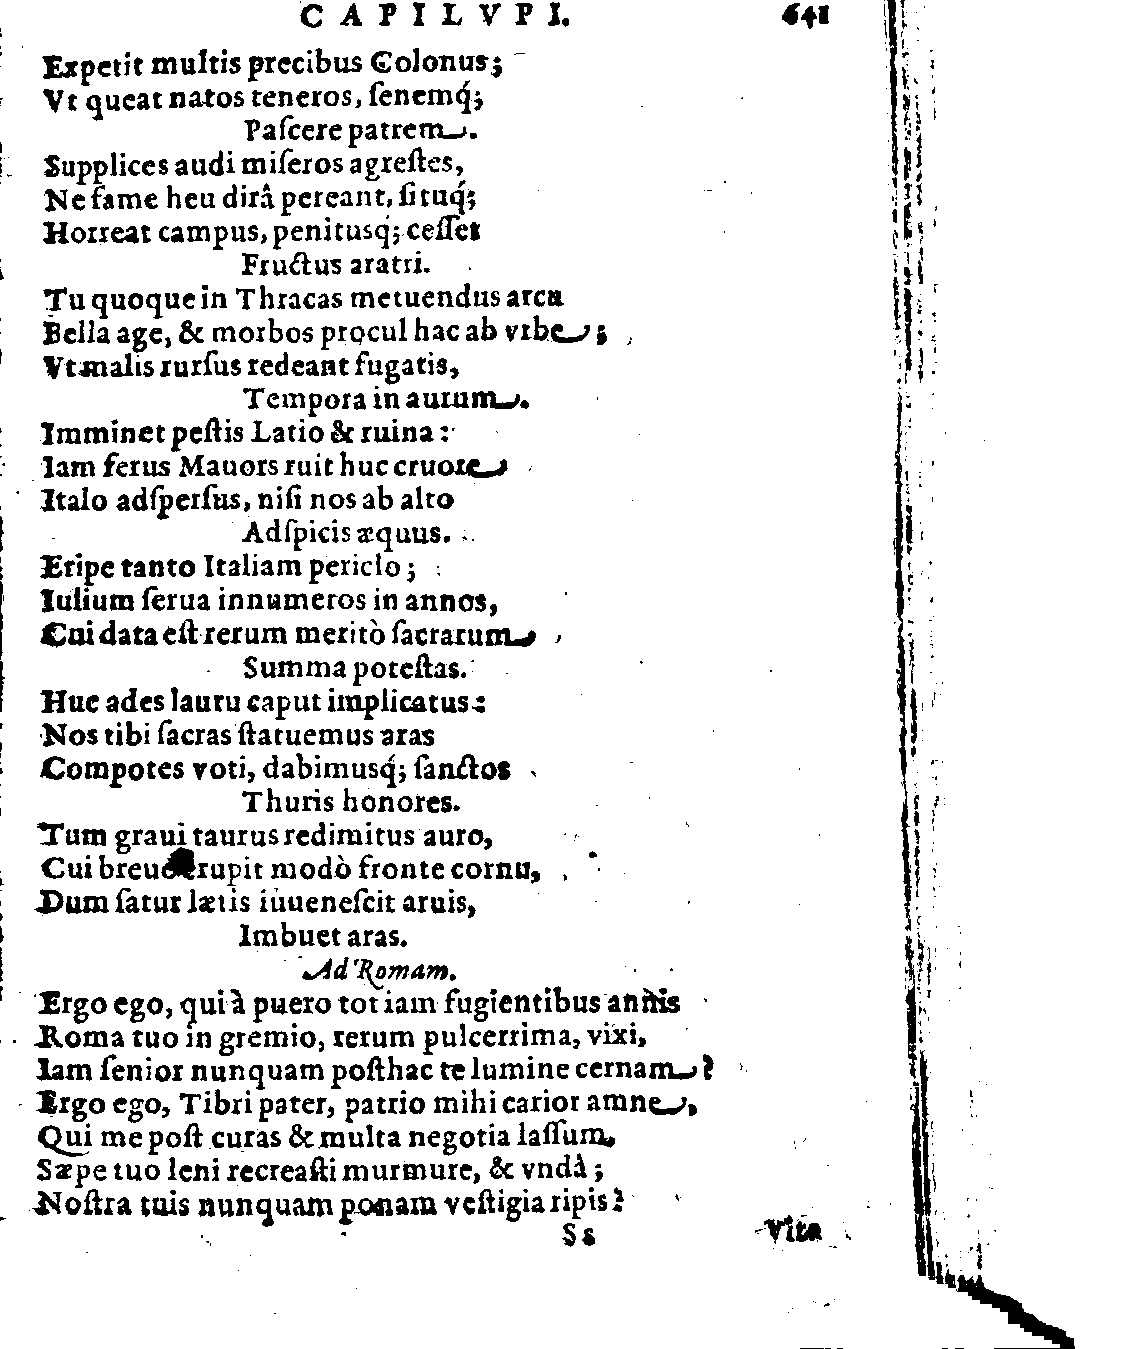 CAPILVPI. 641
Expetit multis precibus Colonus;
Vt queat natos teneros, ſenemq́;
Paſcere patrem.
Supplices audi miſeros agreſtes,
Ne fame heu dirâ pereant, ſituq́;
Horreat campus, penitusq́; ceſſet
Fructus aratri.
Tu quoque in Thracas metuendus arcu
Bella age, & morbos procul hac ab vrbe;
Vt malis rurſus redeant fugatis,
Tempora in aurum.
Imminet peſtis Latio & ruina:
Iam ferus Mauors ruit huc cruore
Italo adſperſus, niſi nos ab alto
Adſpicis æquus.
Eripe tanto Italiam periclo;
Iulium ſerua innumeros in annos,
Cui data eſt rerum meritò ſacrarum
Summa poteſtas.
Huc ades lauru caput implicatus:
Nos tibi ſacras ſtatuemus aras
Compotes voti, dabimusq́; ſanctos
Thuris honores.
Tum graui taurus redimitus auro,
Cui breue erupit modò fronte cornu,
Dum ſatur lætis iuueneſcit aruis,
Imbuet aras.
Ad Romam.
Ergo ego, qui à puero tot iam fugientibus annis
Roma tuo in gremio, rerum pulcerrima, vixi,
Iam ſenior nunquam poſthac te lumine cernam?
Ergo ego, Tibri pater, patrio mihi carior amne,
Qui me poſt curas & multa negotia laſſum,
Sæpe tuo leni recreaſti murmure, & vndâ;
Noſtra tuis nunquam ponam veſtigia ripis?
Ss Vita